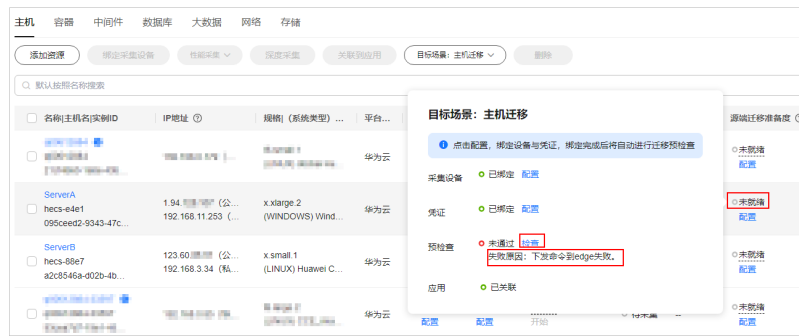 主机 容器 中间件 数据库 大数据 网络 存储
添加资源 绑定采集设备 性能采集 深度采集 关联到应用 目标场景：主机迁移 删除
默认按照名称搜索
名称|主机名|实例ID IP地址 规格|（系统类型）... 平台... 源端迁移准备度
华为云 未就绪
配置
ServerA
hecs-e4e1 1.94. (公... x.xlarge.2 华为云 未就绪
095ceed2-9343-47c... 192.168.11.253 (... (WINDOWS) Wind... 配置
ServerB
hecs-88e7 123.60. (公... x.small.1 华为云 未就绪
a2c8546a-d02b-4b... 192.168.3.34 (私... (LINUX) Huawei C... 配置
华为云 配置 配置 开始 待采集 -- 未就绪
配置
目标场景：主机迁移
点击配置，绑定设备与凭证，绑定完成后将自动进行迁移预检查
采集设备 已绑定 配置
凭证 已绑定 配置
预检查 未通过 检查
失败原因：下发命令到edge失败。
应用 已关联